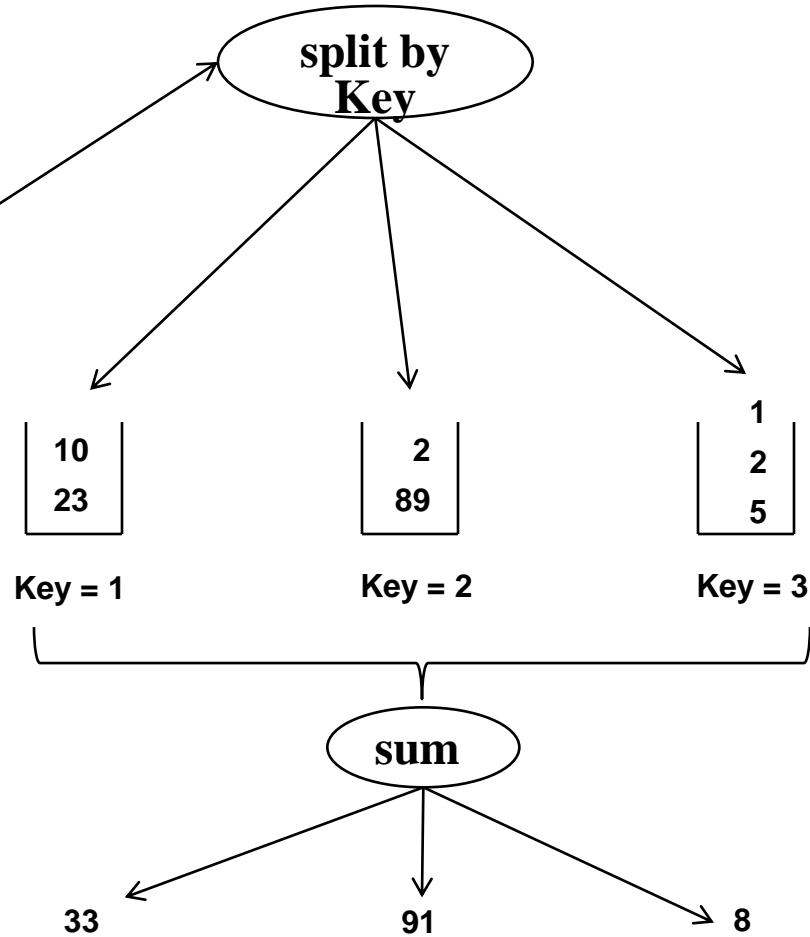 split by
Key
10
23
2
89
1
2
5
Key = 1
Key = 2
Key = 3
sum
33
91
8